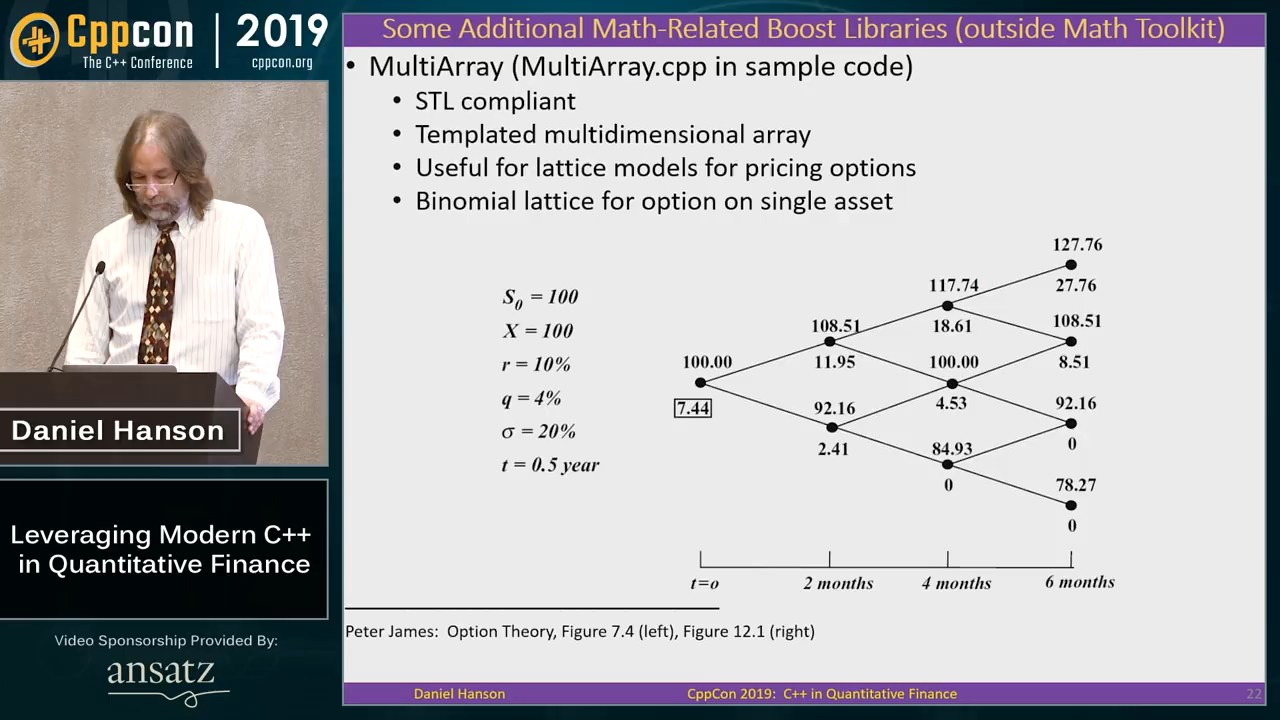 Cppcon
The C++ Conference
2019
cppcon.org
Daniel Hanson
Leveraging Modern C++
in Quantitative Finance
Video Sponsorship Provided By:
ansatz
Some Additional Math-Related Boost Libraries (outside Math Toolkit)
• MultiArray (MultiArray.cpp in sample code)
• STL compliant
• Templated multidimensional array
• Useful for lattice models for pricing options
• Binomial lattice for option on single asset
S0 = 100
X = 100
r = 10%
q = 4%
σ = 20%
t = 0.5 year
100.00
7.44
108.51
11.95
92.16
2.41
117.74
18.61
100.00
4.53
84.93
0
127.76
27.76
108.51
8.51
92.16
0
78.27
0
t=o
2 months
4 months
6 months
Peter James: Option Theory, Figure 7.4 (left), Figure 12.1 (right)
Daniel Hanson
CppCon 2019: C++ in Quantitative Finance
22